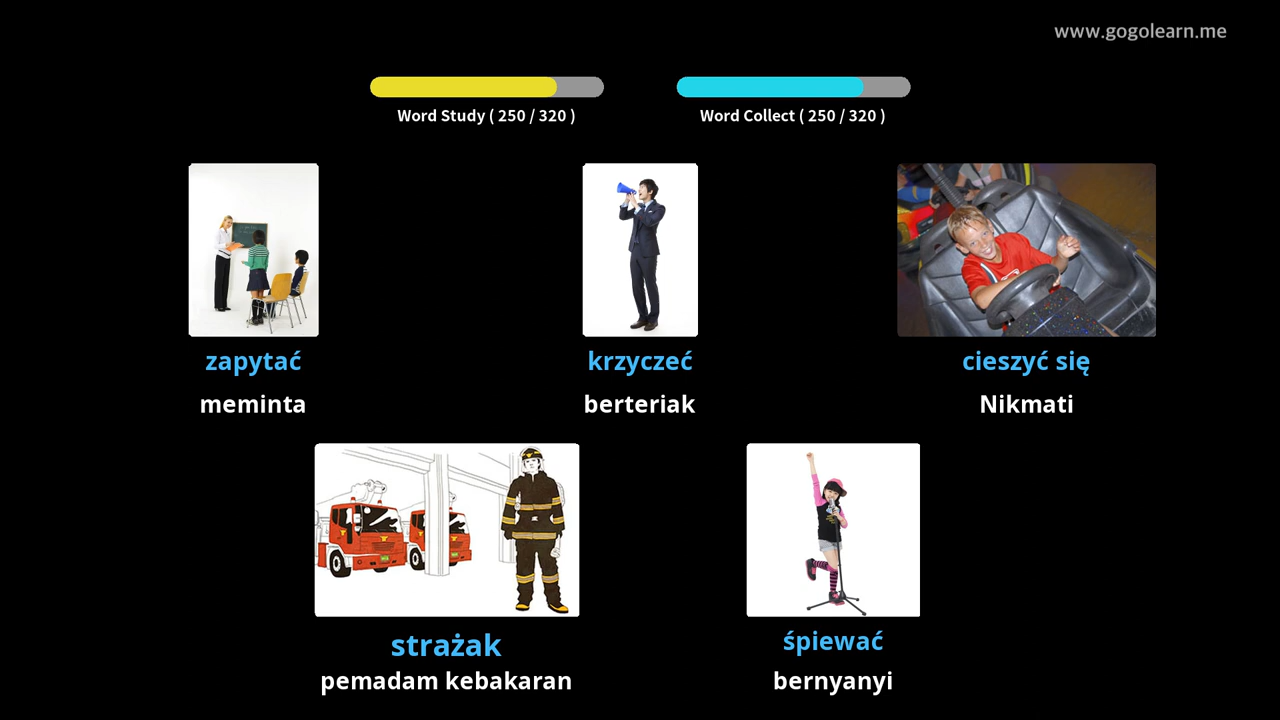 www.gogolearn.me
Word Study ( 250 / 320 )
Word Collect ( 250 / 320 )
zapytać
meminta
krzyczeć
berteriak
cieszyć się
Nikmati
strażak
pemadam kebakaran
śpiewać
bernyanyi